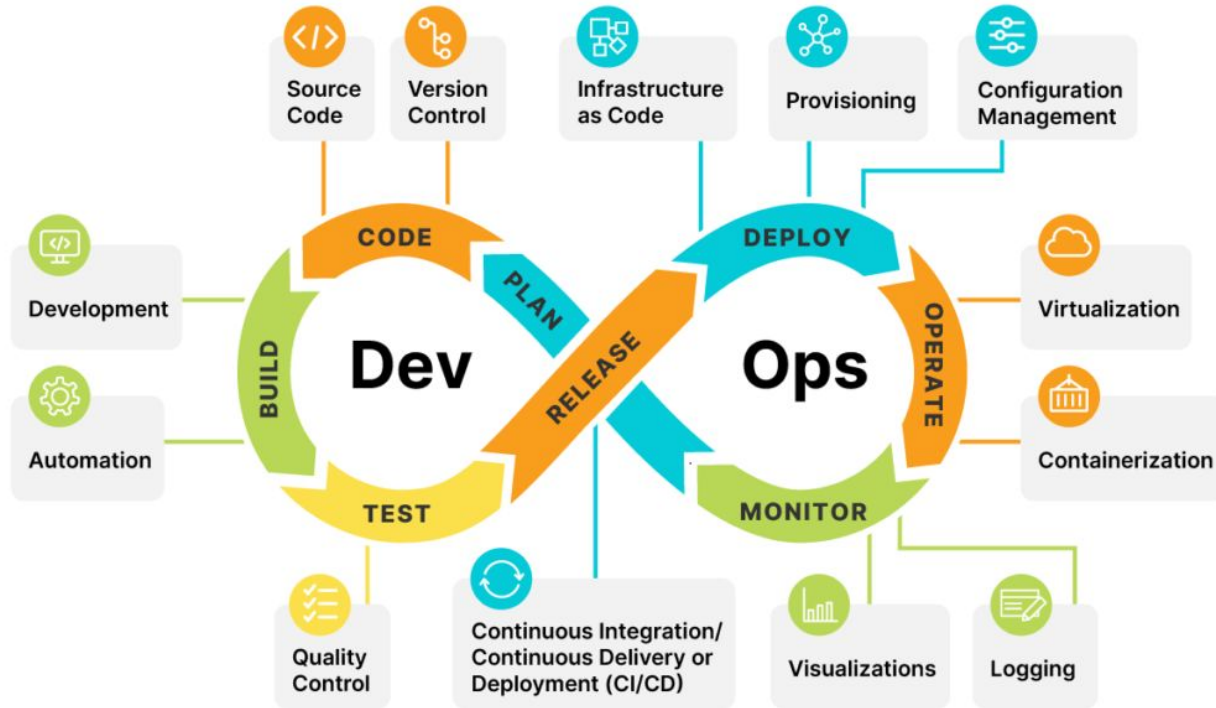 Source
Code
Version
Control
Infrastructure
as Code
Provisioning
Configuration
Management
CODE
PLAN
DEPLOY
Development
Dev
RELEASE
Ops
OPERATE
Virtualization
BUILD
Automation
Containerization
TEST
MONITOR
Quality
Control
Continuous Integration/
Continuous Delivery or
Deployment (CI/CD)
Visualizations
Logging